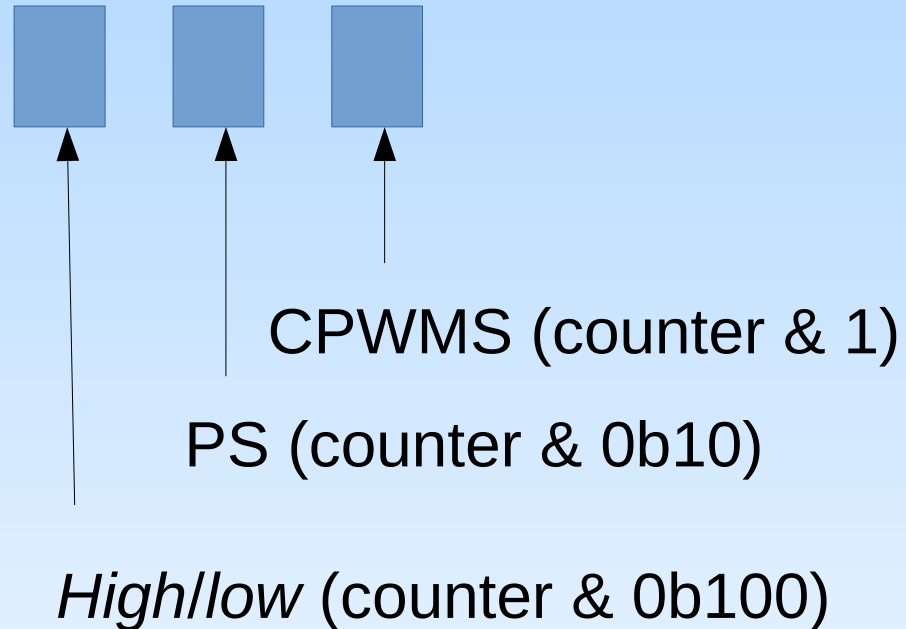 CPWMS (counter & 1)
PS (counter & 0b10)
High/low (counter & 0b100)